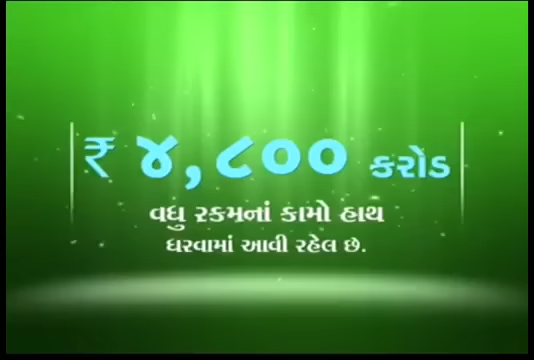 ₹ ૪,૮૦૦ કરોડ
વધુ રકમનાં કામો હાથ
ધરવામાં આવી રહેલ છે.